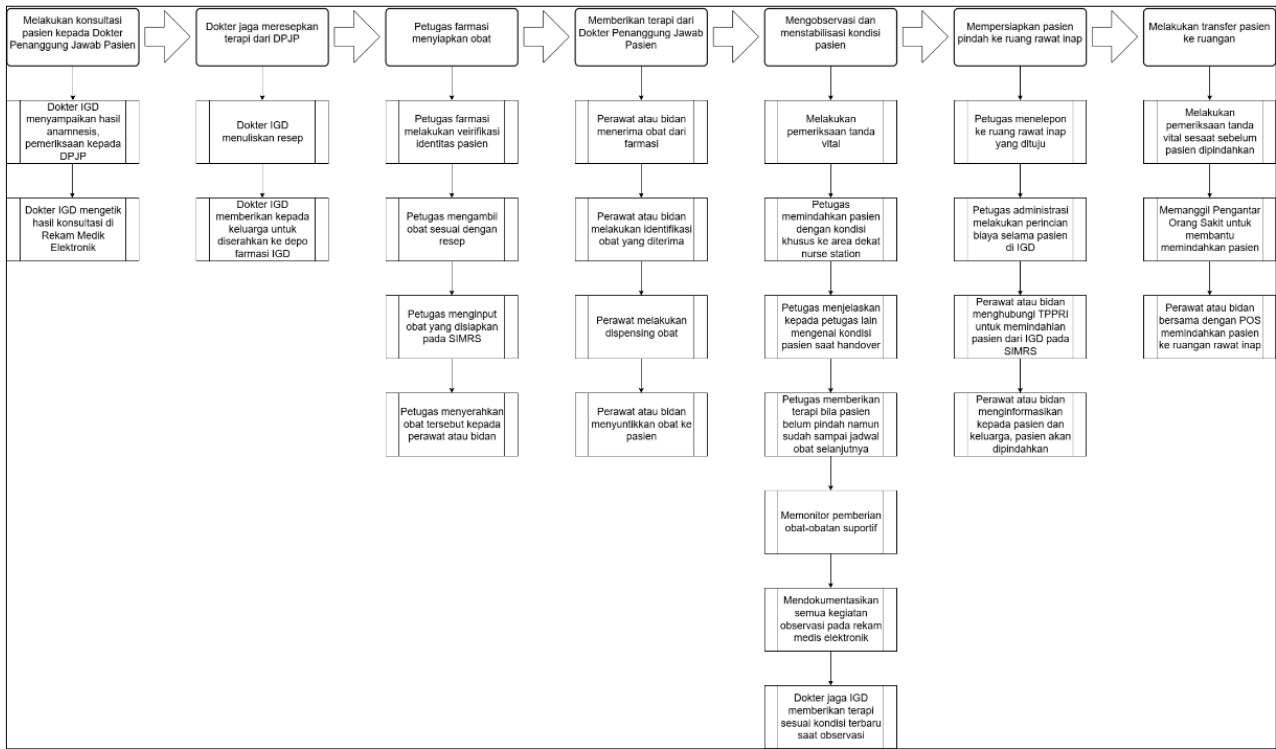 Melakukan konsultasi
pasien kepada Dokter
Penanggung Jawab Pasien
Dokter jaga meresepkan
terapi dari DPJP
Petugas farmasi
menyiapkan obat
Memberikan terapi dari
Dokter Penanggung Jawab
Pasien
Mengobservasi dan
menstabilisasi kondisi
pasien
Mempersiapkan pasien
pindah ke ruang rawat inap
Melakukan transfer pasien
ke ruangan
Dokter IGD
menyampaikan hasil
anamnesis,
pemeriksaan kepada
DPJP
Dokter IGD mengetik
hasil konsultasi di
Rekam Medik
Elektronik
Dokter IGD
menuliskan resep
Dokter IGD
memberikan kepada
keluarga untuk
diserahkan ke depo
farmasi IGD
Petugas farmasi
melakukan veirifikasi
identitas pasien
Petugas mengambil
obat sesuai dengan
resep
Petugas menginput
obat yang disiapkan
pada SIMRS
Petugas menyerahkan
obat tersebut kepada
perawat atau bidan
Perawat atau bidan
menerima obat dari
farmasi
Perawat atau bidan
melakukan identifikasi
obat yang diterima
Perawat melakukan
dispensing obat
Perawat atau bidan
menyuntikkan obat ke
pasien
Melakukan
pemeriksaan tanda
vital
Petugas
memindahkan pasien
dengan kondisi
khusus ke area dekat
nurse station
Petugas menjelaskan
kepada petugas lain
mengenai kondisi
pasien saat handover
Petugas memberikan
terapi bila pasien
belum pindah namun
sudah sampai jadwal
obat selanjutnya
Memonitor pemberian
obat-obatan suportif
Mendokumentasikan
semua kegiatan
observasi pada rekam
medis elektronik
Dokter jaga IGD
memberikan terapi
sesuai kondisi terbaru
saat observasi
Petugas menelepon
ke ruang rawat inap
yang dituju
Petugas administrasi
melakukan perincian
biaya selama pasien
di IGD
Perawat atau bidan
menghubungi TPPRI
untuk memindahlan
pasien dari IGD pada
SIMRS
Perawat atau bidan
menginformasikan
kepada pasien dan
keluarga, pasien akan
dipindahkan
Melakukan
pemeriksaan tanda
vital sesaat sebelum
pasien dipindahkan
Memanggil Pengantar
Orang Sakit untuk
membantu
memindahkan pasien
Perawat atau bidan
bersama dengan POS
memindahkan pasien
ke ruangan rawat inap